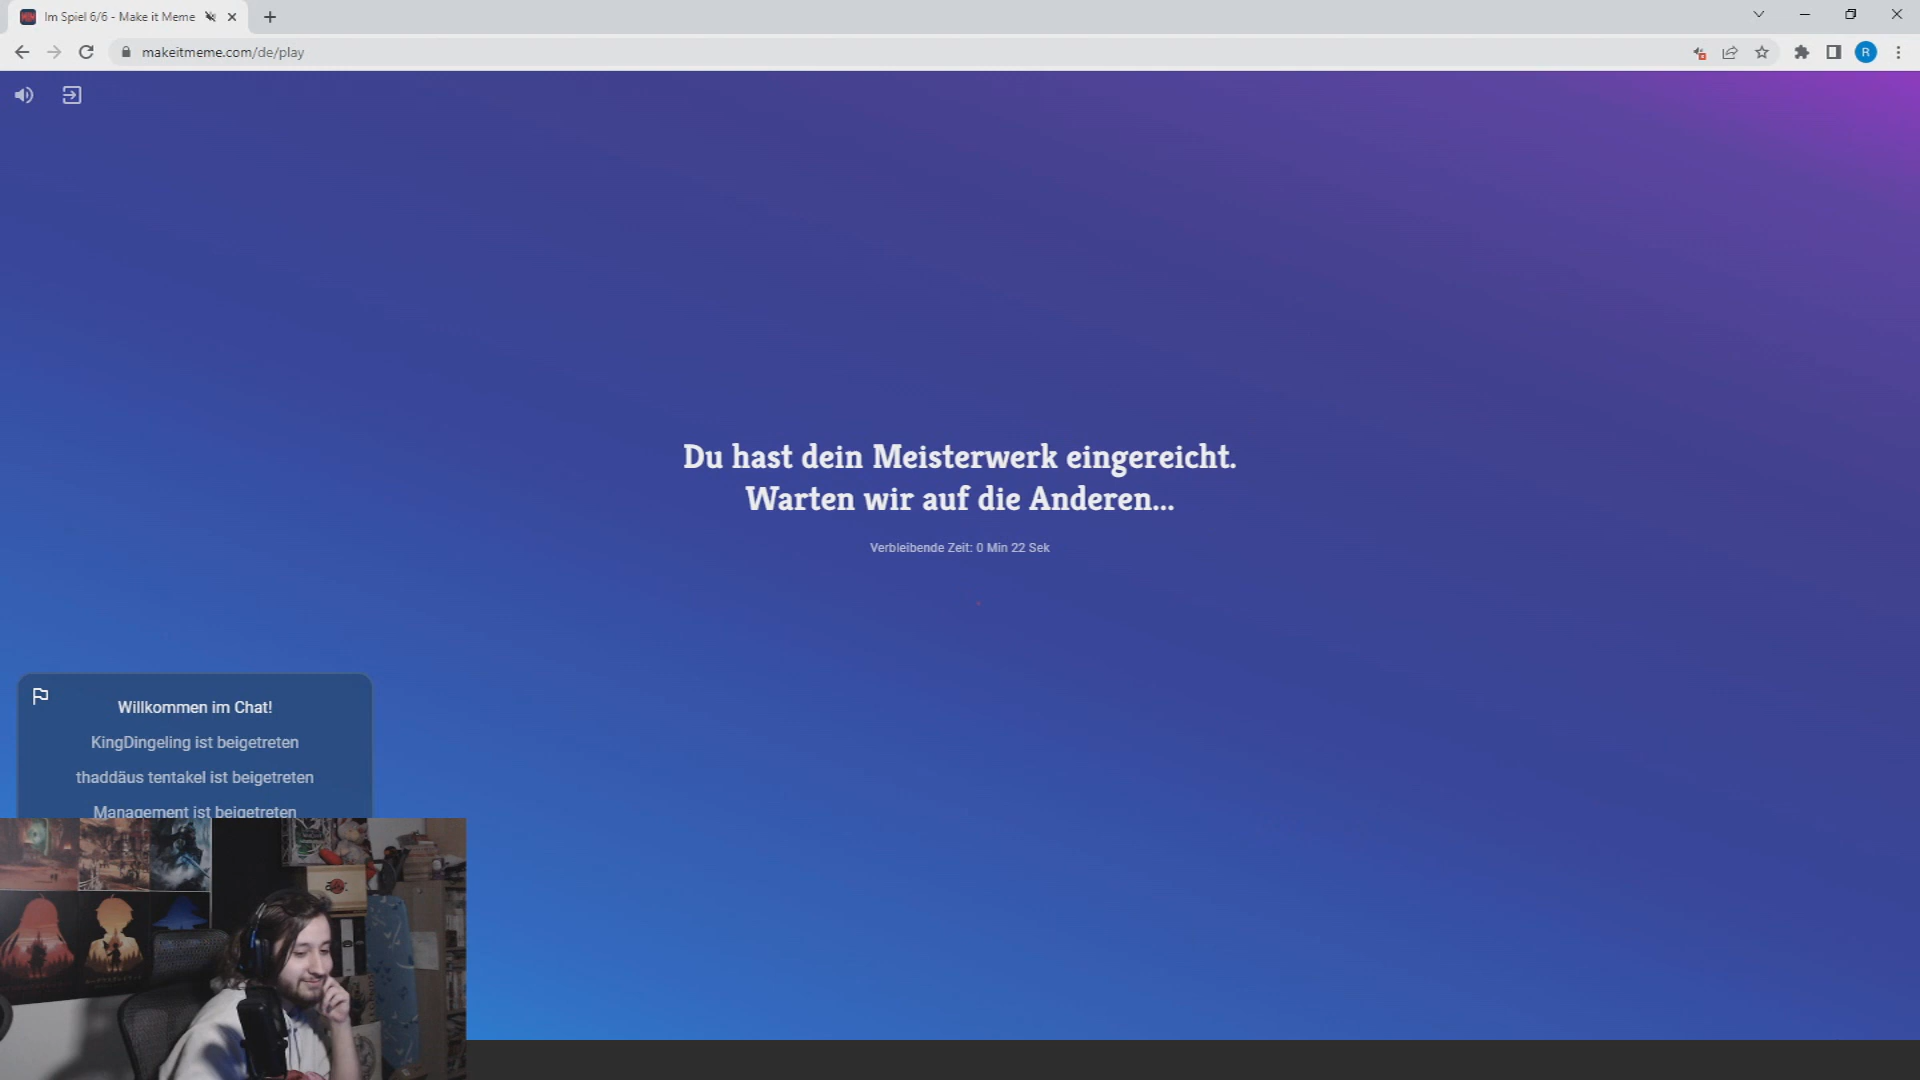 Im Spiel 6/6 - Make it Meme
makeitmeme.com/de/play
R
Du hast dein Meisterwerk eingereicht.
Warten wir auf die Anderen...
Verbleibende Zeit: 0 Min 22 Sek
Willkommen im Chat!
KingDingeling ist beigetreten
thaddäus tentakel ist beigetreten
Management ist beigetreten